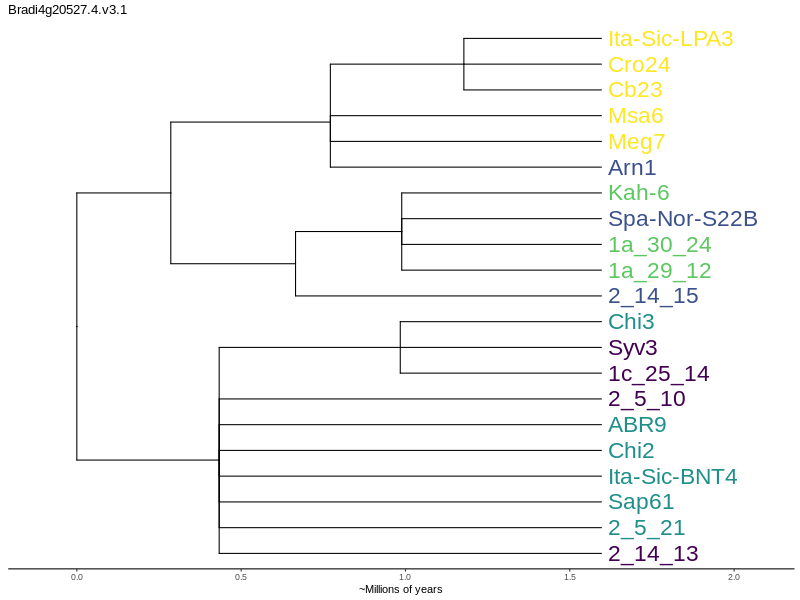 Bradi4g20527.4.v3.1
Ita-Sic-LPA3
Cro24
Cb23
Msa6
Meg7
Arn1
Kah-6
Spa-Nor-S22B
1a_30_24
1a_29_12
2_14_15
Chi3
Syv3
1c_25_14
2_5_10
ABR9
Chi2
Ita-Sic-BNT4
Sap61
2_5_21
2_14_13
0.0 0.5 1.0 1.5 2.0
~Millions of years